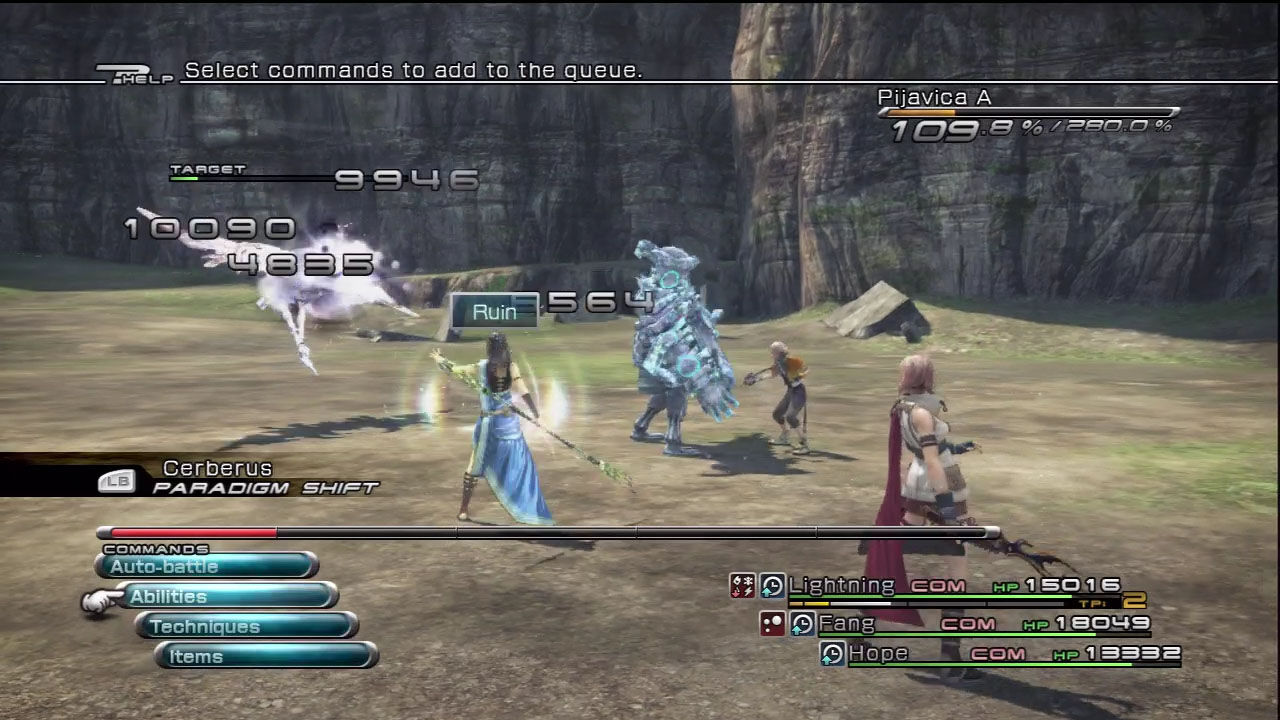 HELP Select commands to add to the queue.
Pijavica A
109.8 % / 280.0 %
TARGET
9946
10090
4835
Ruin
564
Cerberus
LB PARADIGM SHIFT
COMMANDS
Auto-battle
Abilities
Techniques
Items
Lightning COM HP 15016
TP: 2
Fang COM HP 18049
Hope COM HP 13332